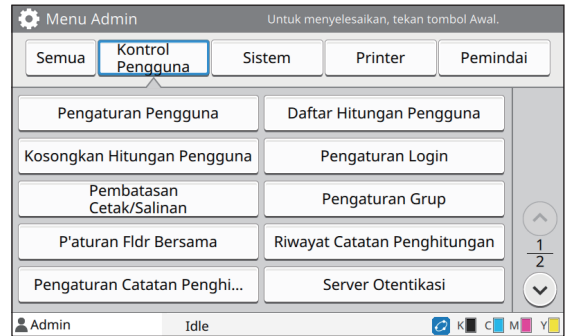 Menu Admin
Untuk menyelesaikan, tekan tombol Awal.
Semua
Kontrol
Pengguna
Sistem
Printer
Pemindai
Pengaturan Pengguna
Daftar Hitungan Pengguna
Kosongkan Hitungan Pengguna
Pengaturan Login
Pembatasan
Cetak/Salinan
Pengaturan Grup
P'aturan Fldr Bersama
Riwayat Catatan Penghitungan
Pengaturan Catatan Penghi...
Server Otentikasi
1
2
Admin
Idle
K C M Y